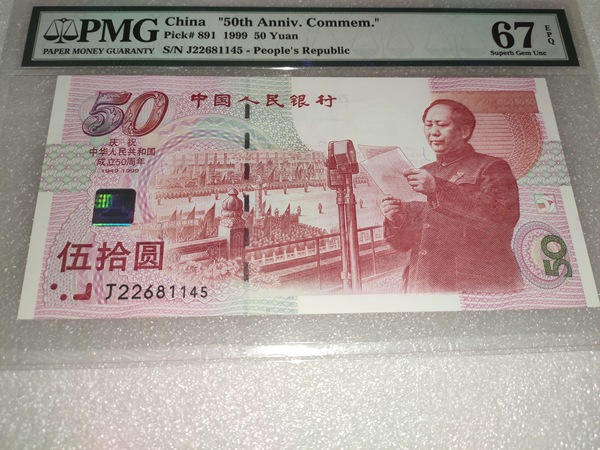 PMG
PAPER MONEY GUARANTY
China "50th Anniv. Commem."
Pick# 891 1999 50 Yuan
S/N J22681145 - People's Republic
67 EPQ
Superb Gem Unc
50
中国人民银行
庆祝
中华人民共和国
成立50周年
1949-1999
伍拾圆
J22681145
50